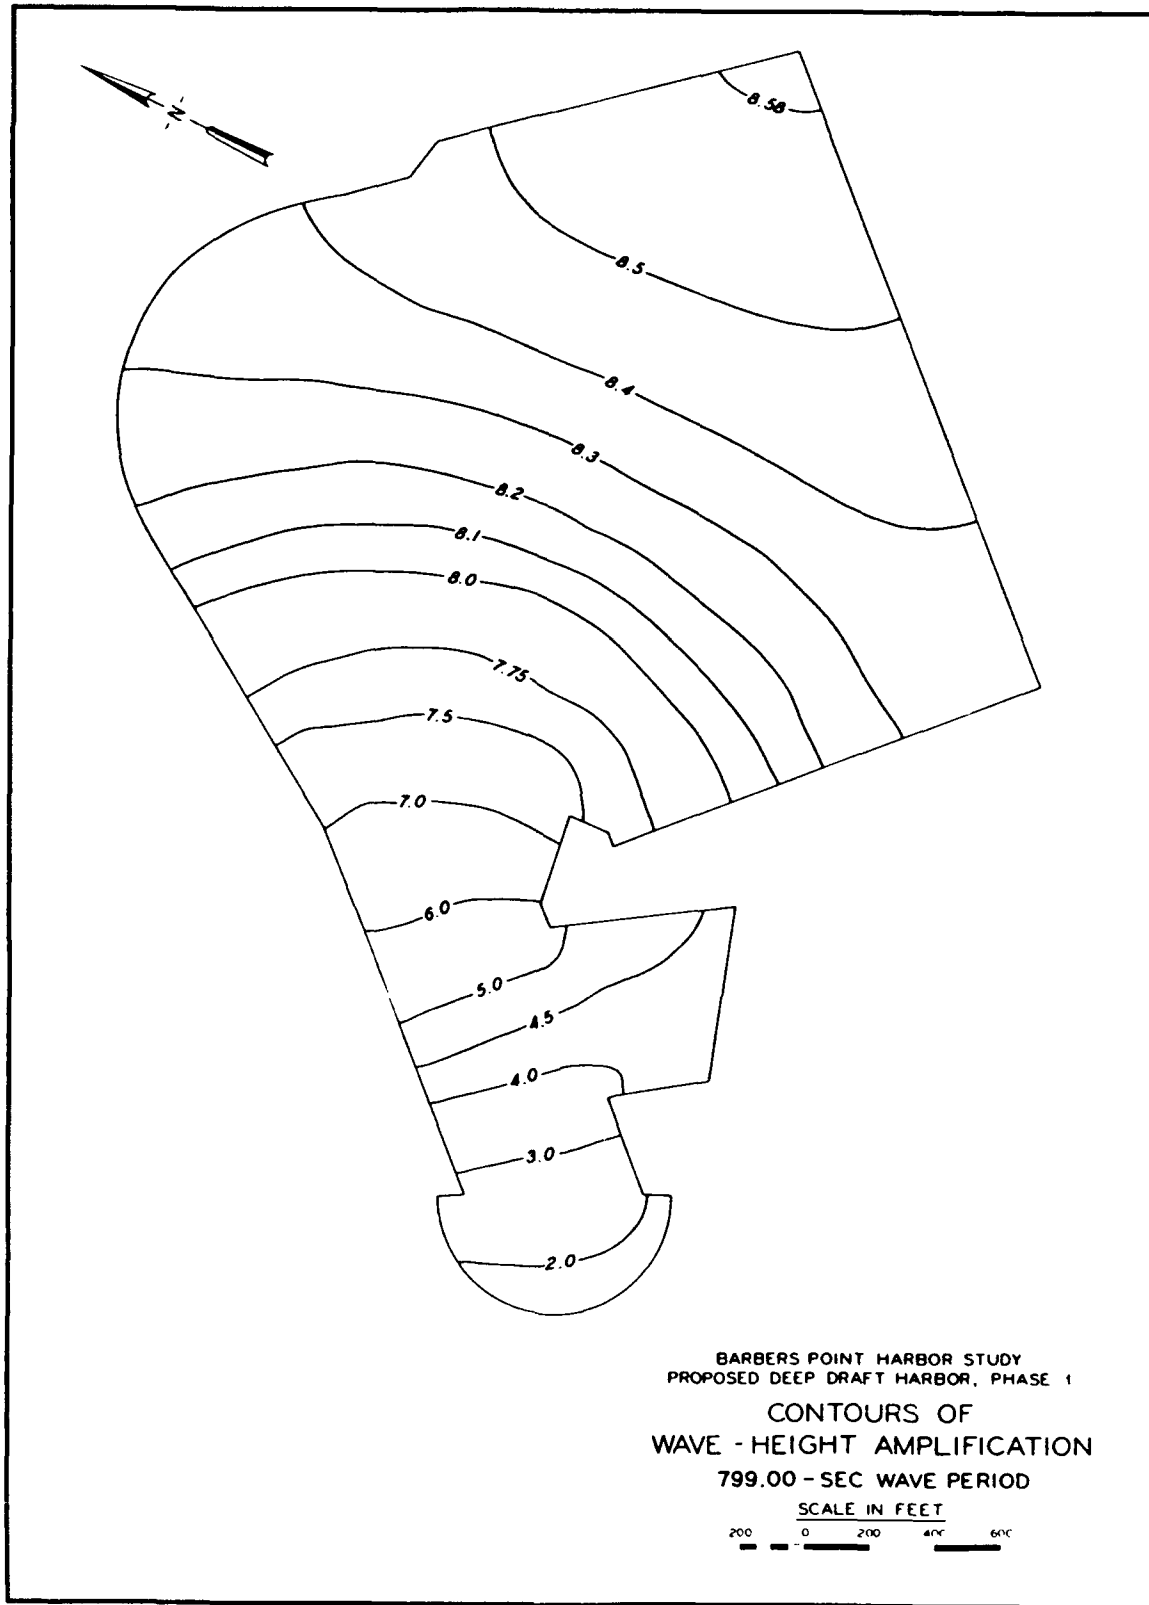 N
8.58
8.5
8.4
8.3
8.2
8.1
8.0
7.75
7.5
7.0
6.0
5.0
4.5
4.0
3.0
2.0
BARBERS POINT HARBOR STUDY
PROPOSED DEEP DRAFT HARBOR, PHASE 1
CONTOURS OF
WAVE - HEIGHT AMPLIFICATION
799.00 - SEC WAVE PERIOD
SCALE IN FEET
200 0 200 400 600